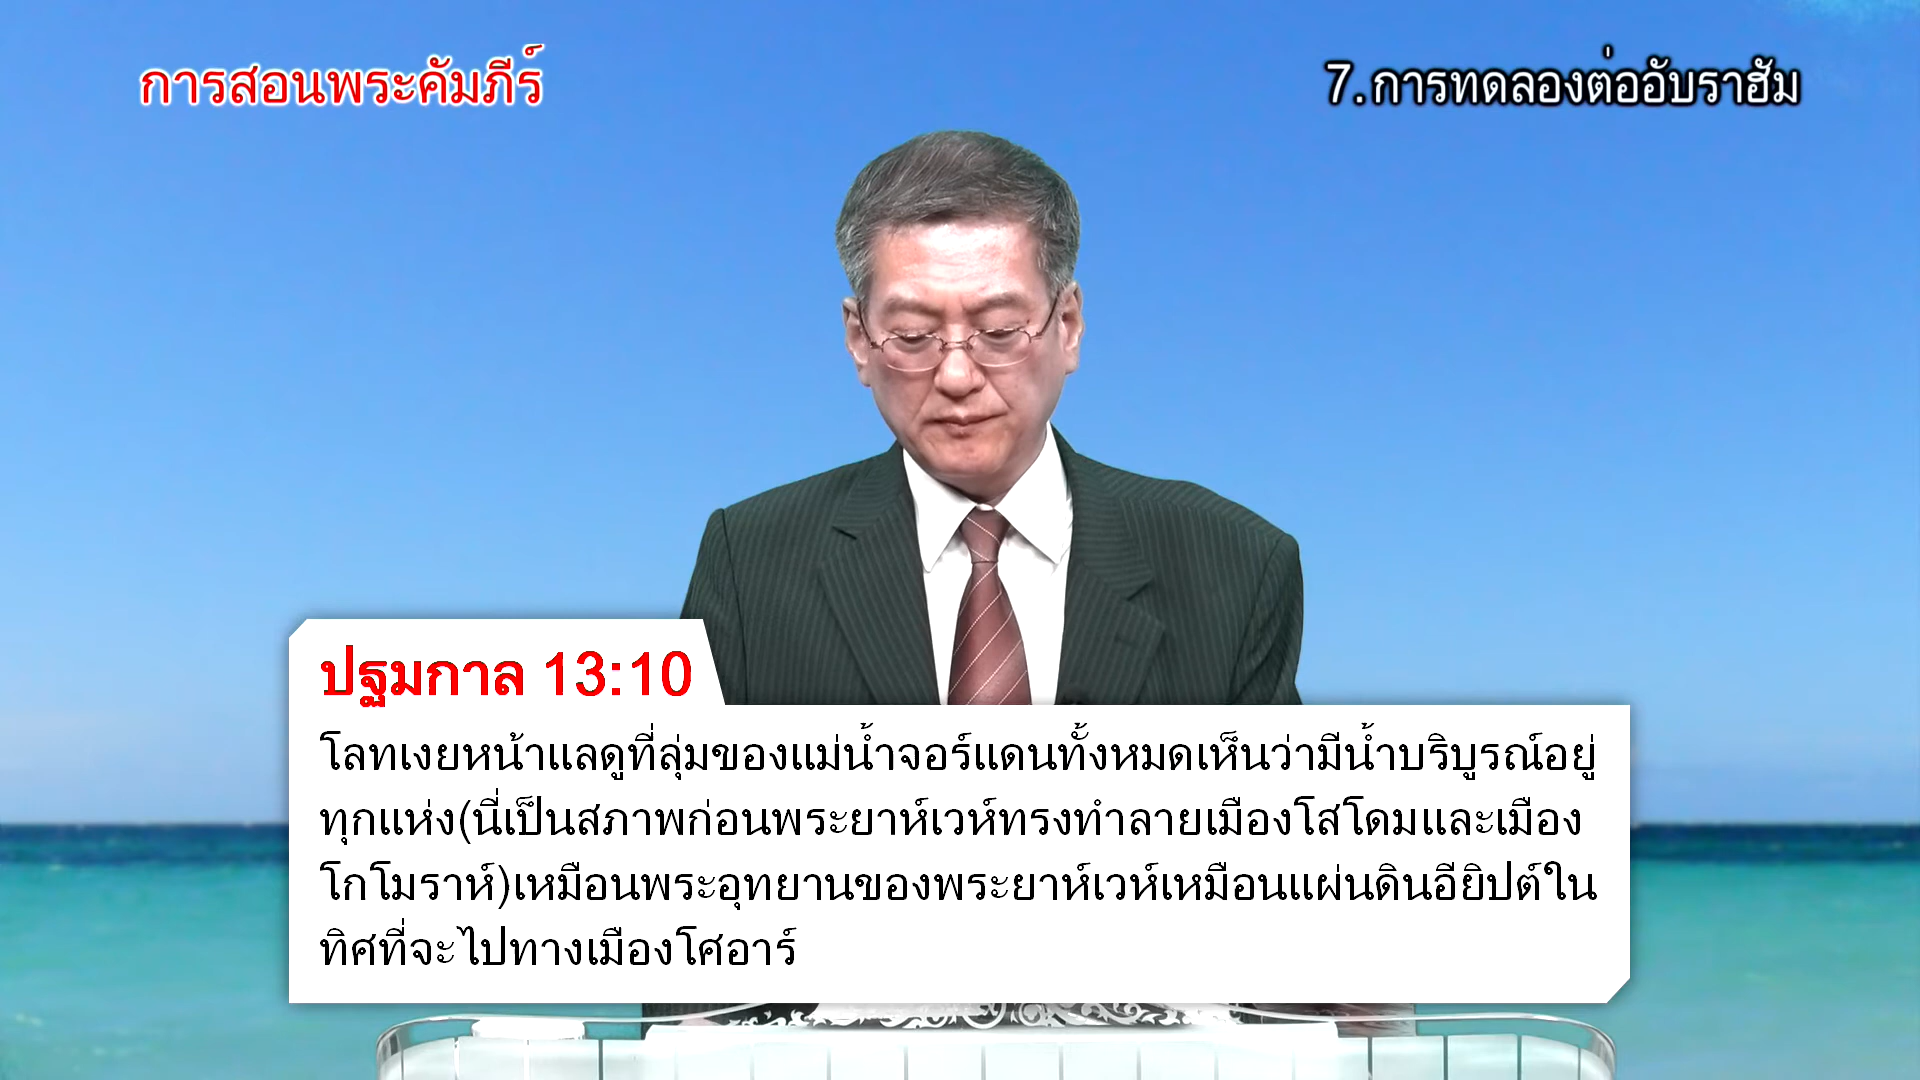 การสอนพระคัมภีร์
7.การทดลองต่ออับราฮัม
ปฐมกาล 13:10
โลทเงยหน้าแลดูที่ลุ่มของแม่น้ำจอร์แดนทั้งหมดเห็นว่ามีน้ำบริบูรณ์อยู่
ทุกแห่ง(นี่เป็นสภาพก่อนพระยาห์เวห์ทรงทำลายเมืองโสโดมและเมือง
โกโมราห์)เหมือนพระอุทยานของพระยาห์เวห์เหมือนแผ่นดินอียิปต์ใน
ทิศที่จะไปทางเมืองโศอาร์